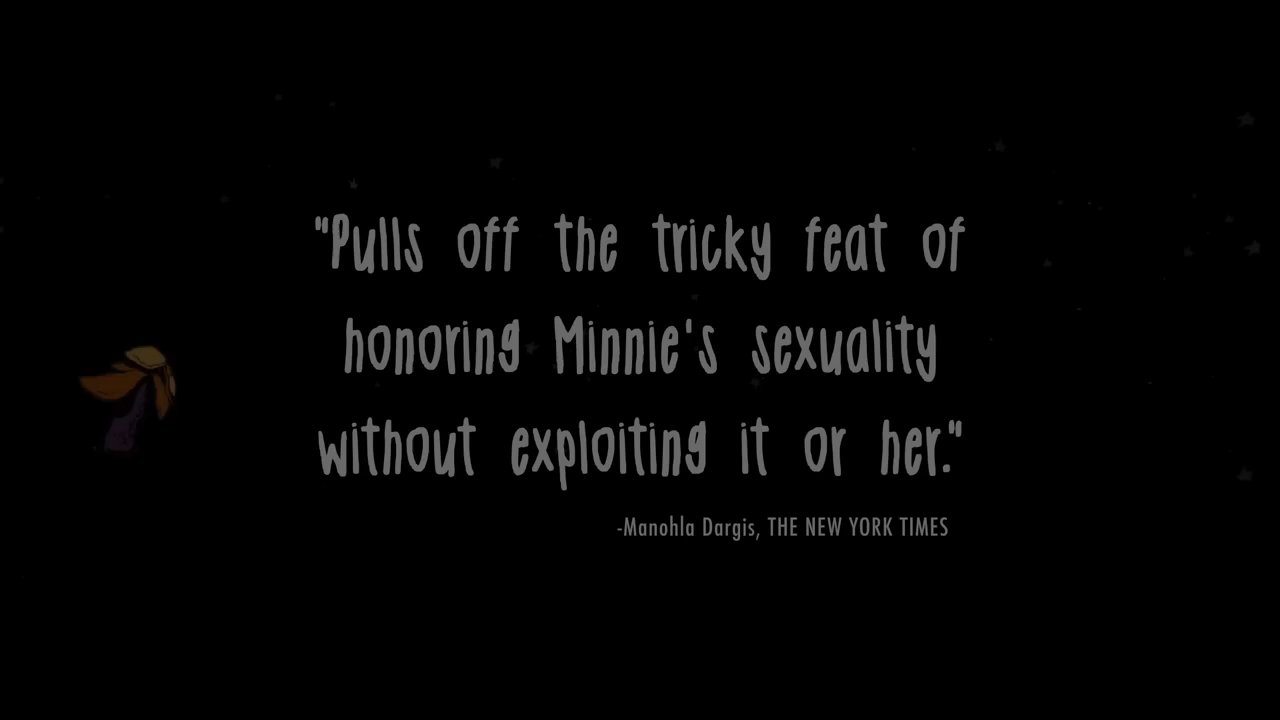 "Pulls off the tricky feat of
honoring Minnie's sexuality
without exploiting it or her."
-Manohla Dargis, THE NEW YORK TIMES